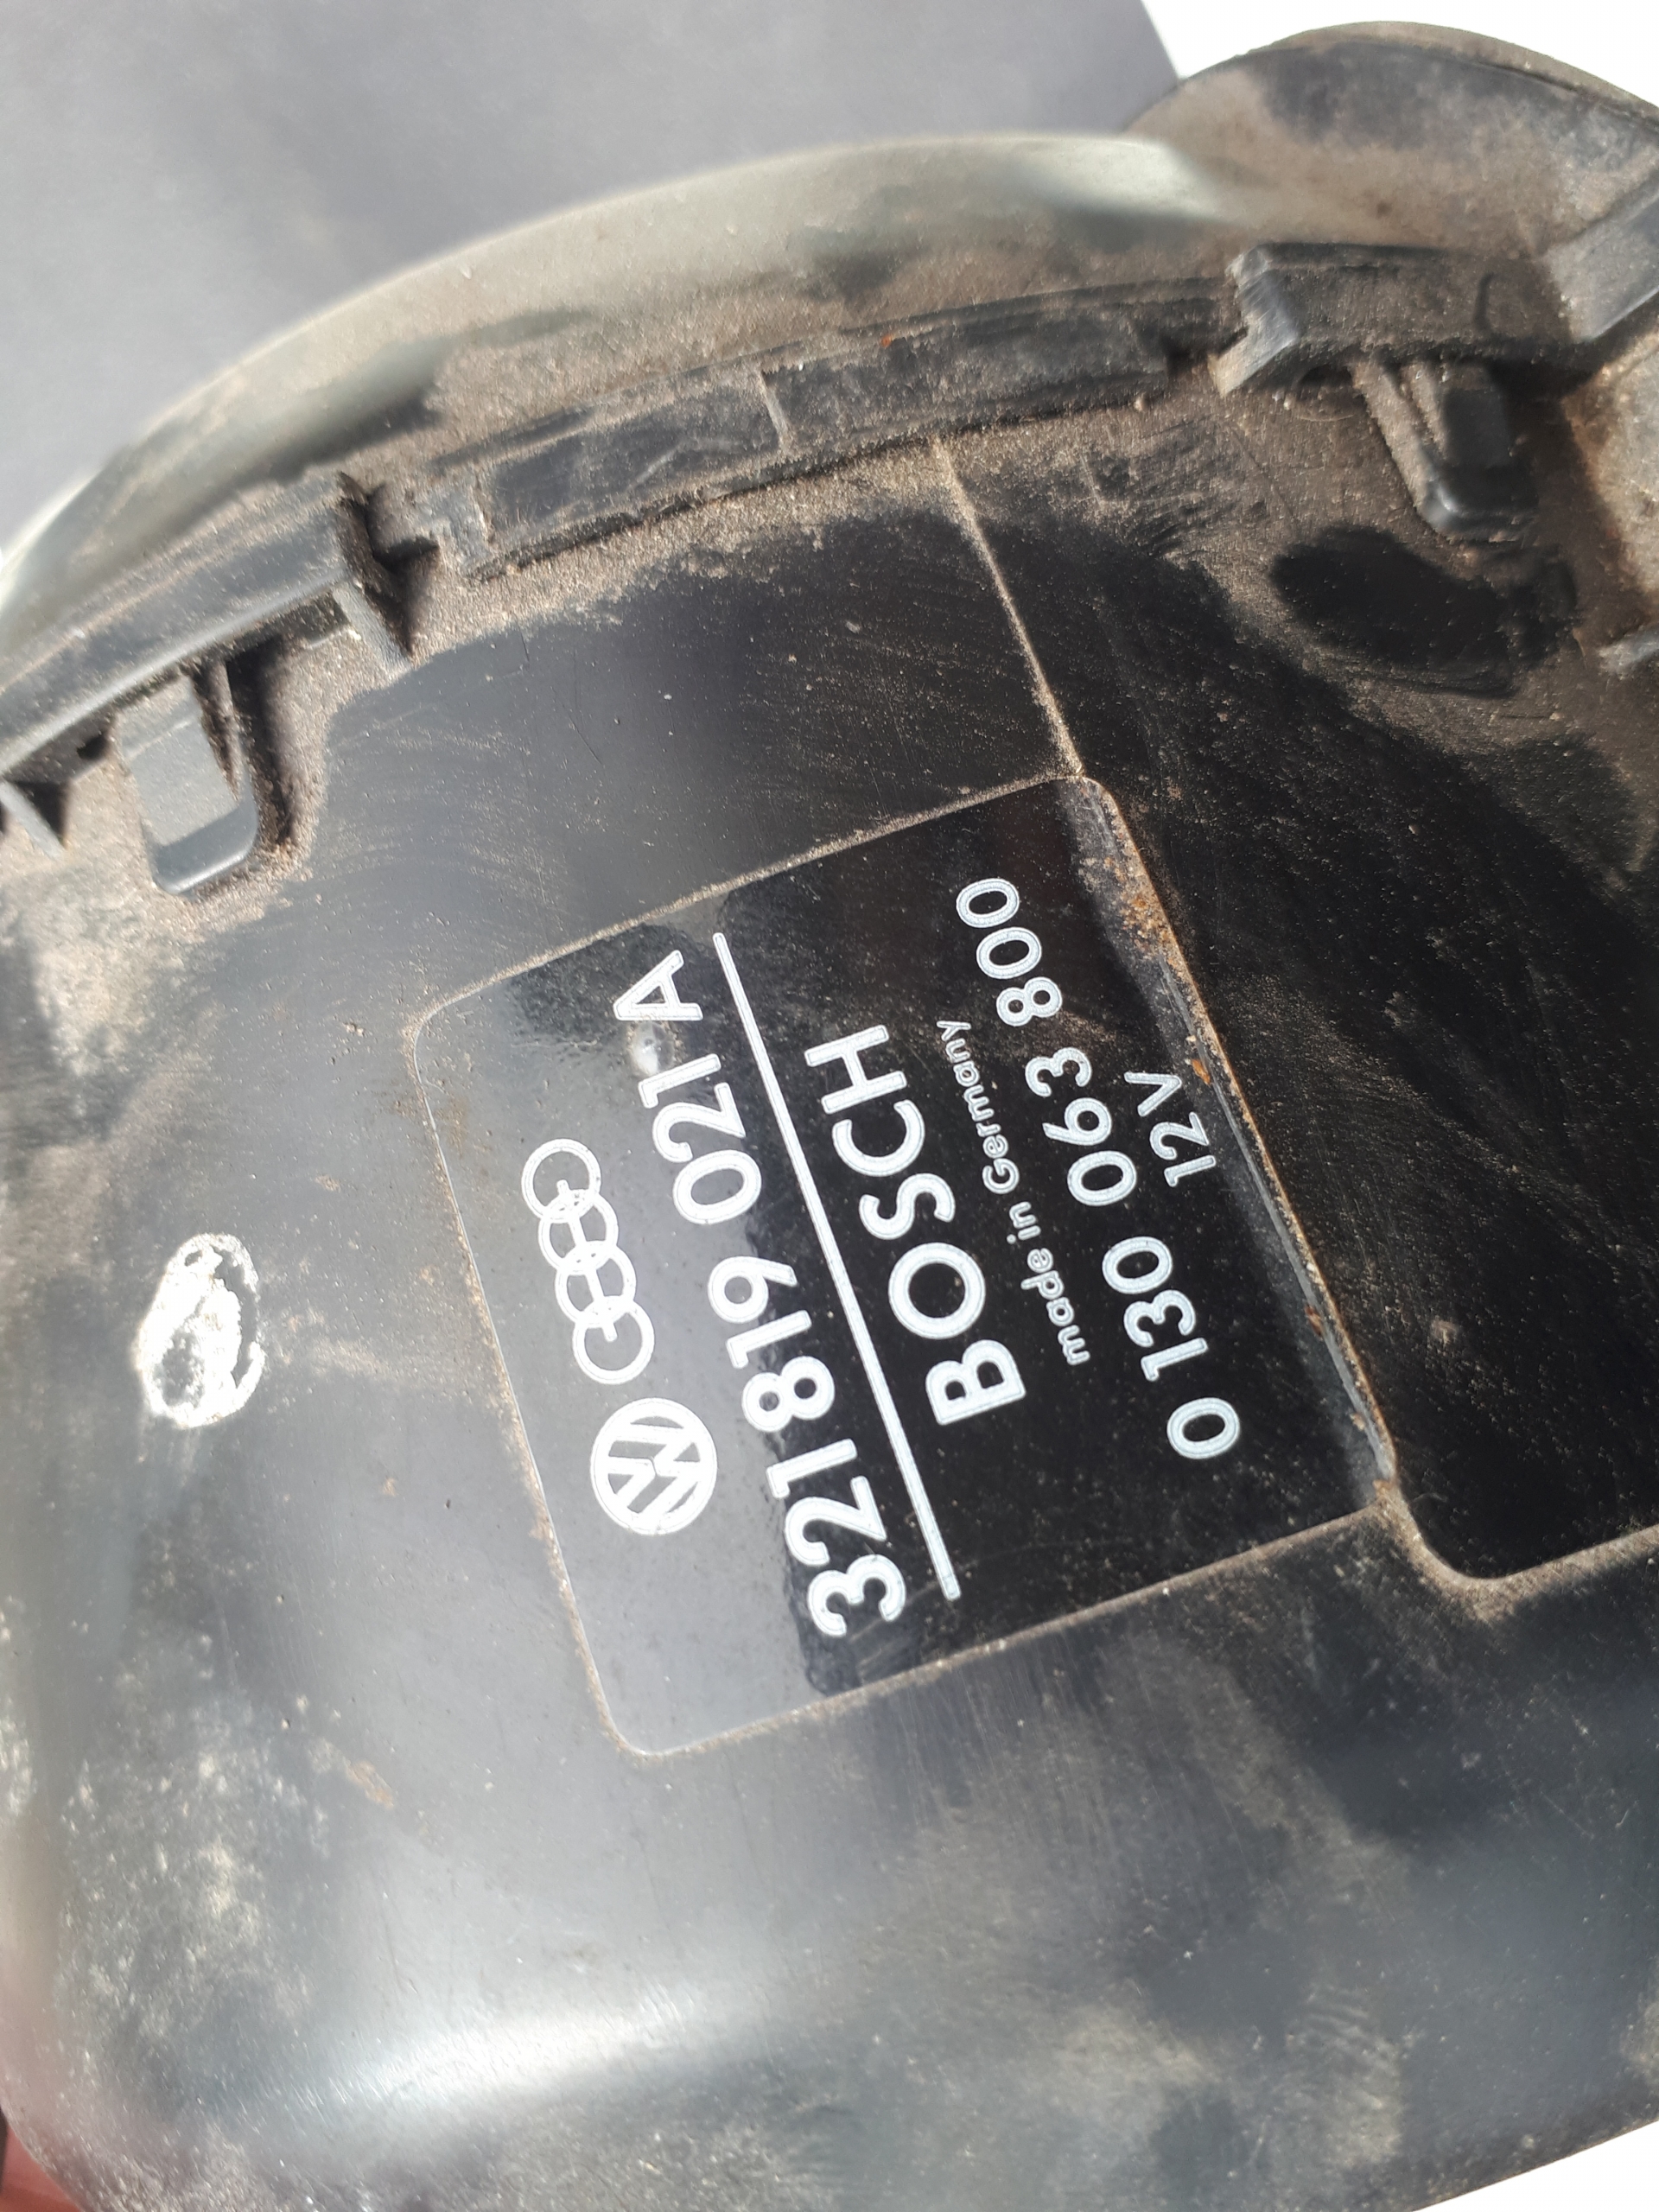 321 819 021 A
BOSCH
made in Germany
0 130 063 800
12V